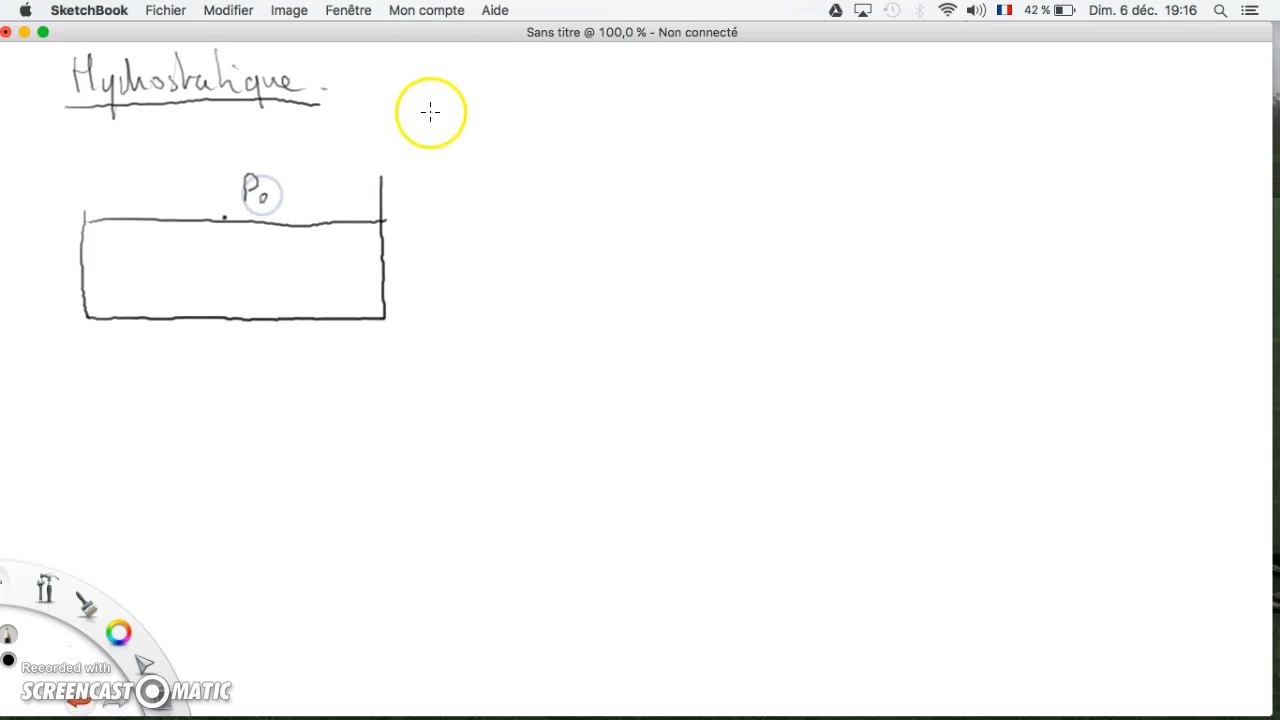 SketchBook Fichier Modifier Image Fenêtre Mon compte Aide 42 % Dim. 6 déc. 19:16
Sans titre @ 100,0 % - Non connecté
Hydrostatique.
P₀
Recorded with
SCREENCAST MATIC